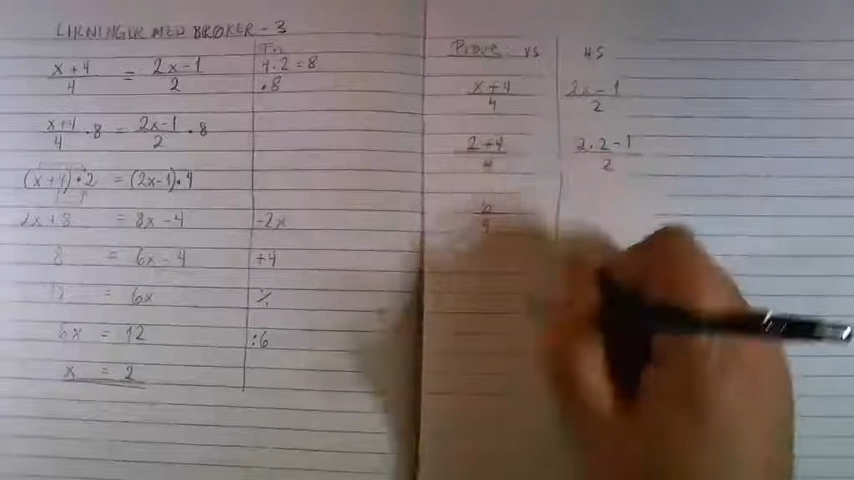 LIKNINGER MED BRØKER - 3
x+4/4 = 2x-1/2
4·2=8
·8
x+4/4 ·8 = 2x-1/2 ·8
(x+4)·2 = (2x-1)·4
2x+8 = 8x-4 -2x
8 = 6x-4 +4
12 = 6x
6x = 12 :6
x = 2
Prøve: VS HS
x+4/4 2x-1/2
2+4/4 2·2-1/2
6/4